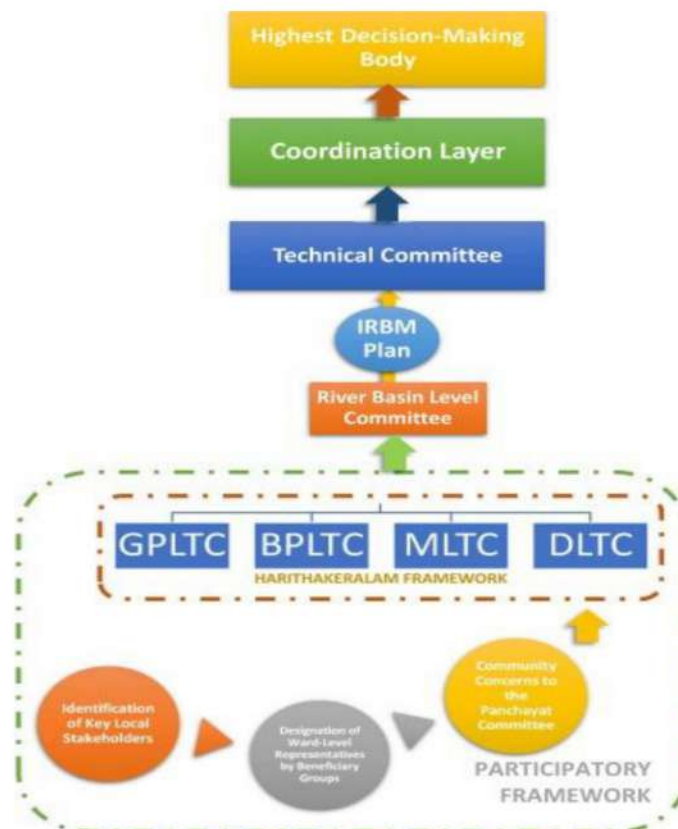 Highest Decision-Making
Body
Coordination Layer
Technical Committee
IRBM
Plan
River Basin Level
Committee
GPLTC BPLTC MLTC DLTC
HARITHAKERALAM FRAMEWORK
Identification
of Key Local
Stakeholders
Designation of
Ward-Level
Representatives
by Beneficiary
Groups
Community
Concerns to
the
Panchayat
Committee
PARTICIPATORY
FRAMEWORK